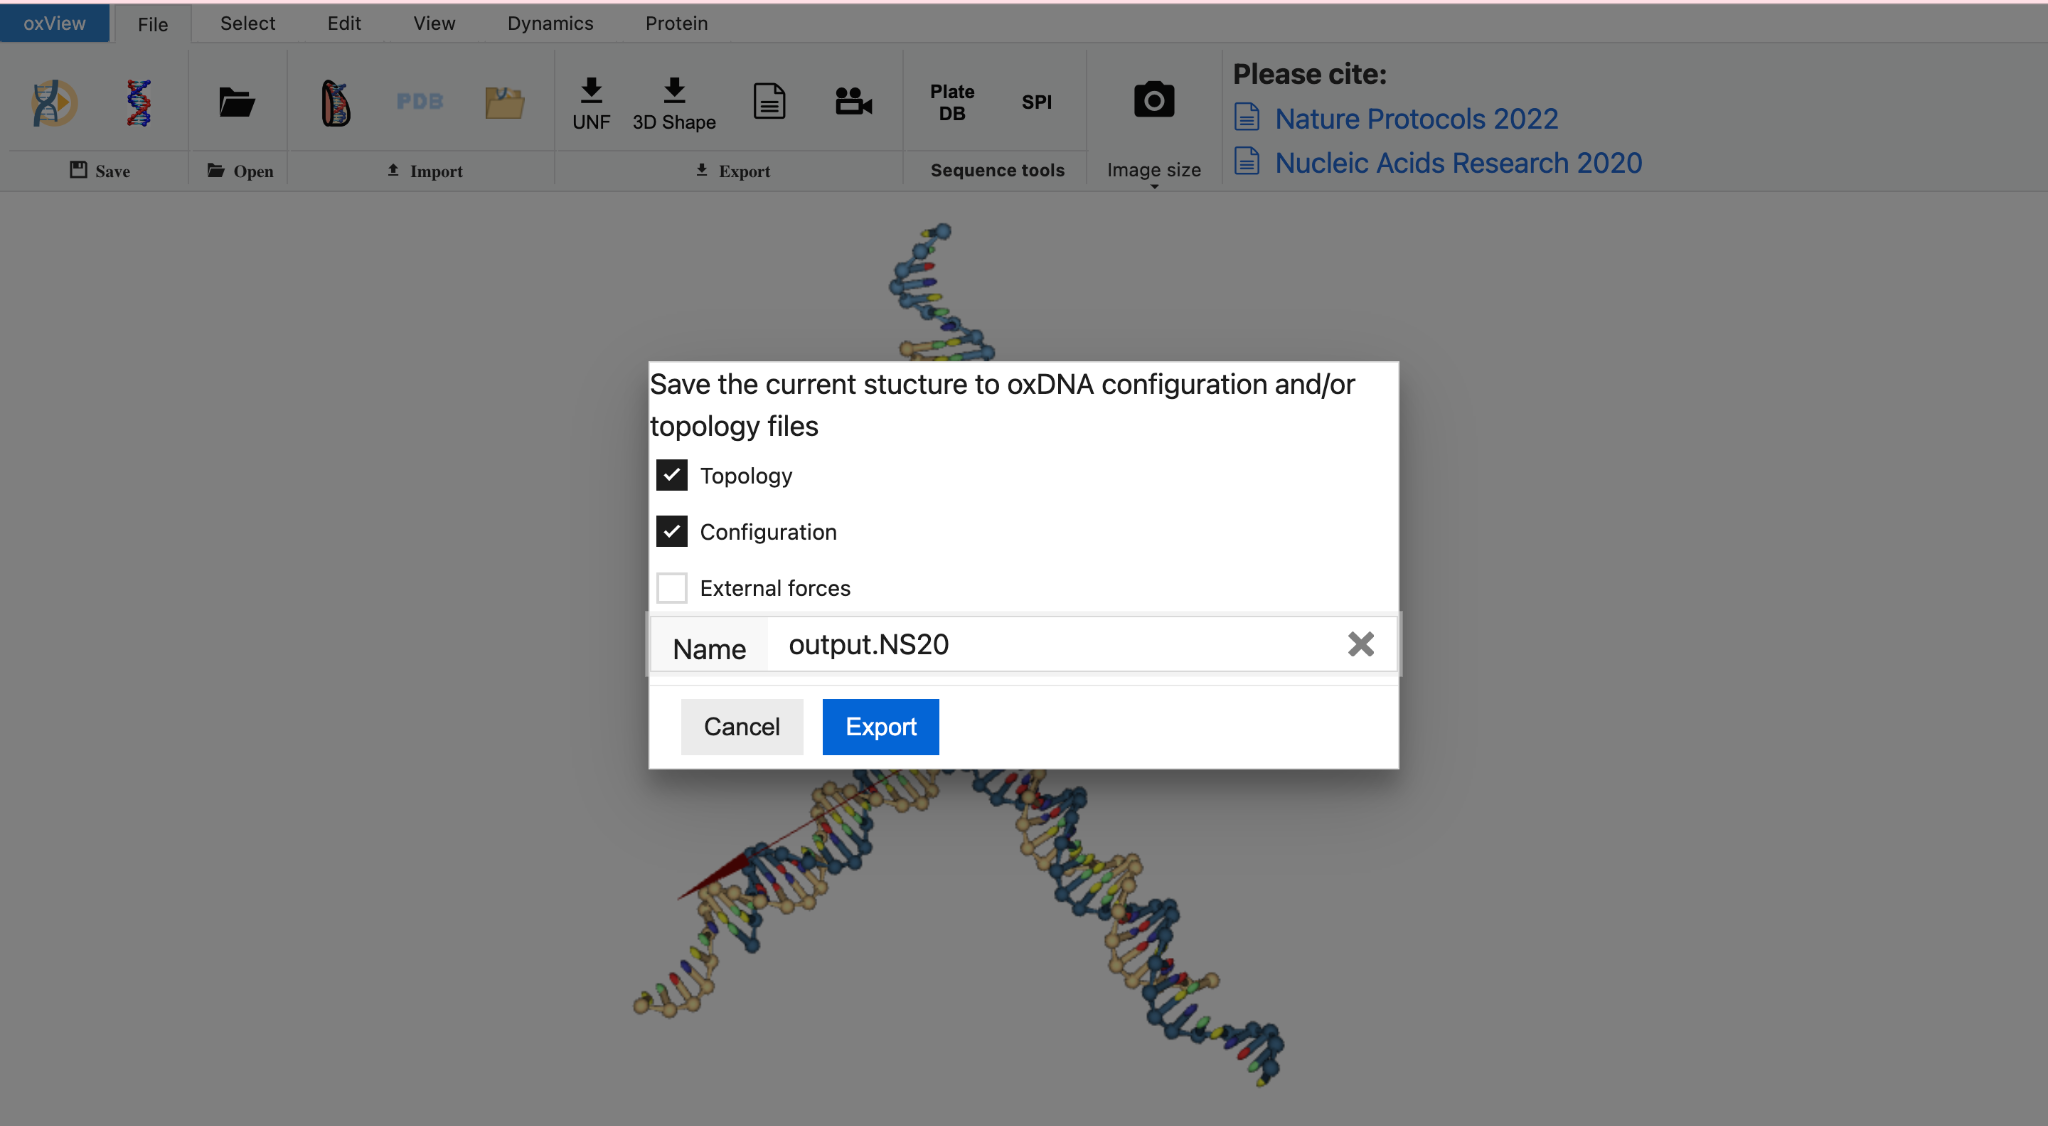 oxView File Select Edit View Dynamics Protein
PDB
UNF
3D Shape
Plate
DB
SPI
Save
Open
Import
Export
Sequence tools
Image size
Please cite:
Nature Protocols 2022
Nucleic Acids Research 2020
Save the current stucture to oxDNA configuration and/or
topology files
Topology
Configuration
External forces
Name output.NS20
Cancel Export